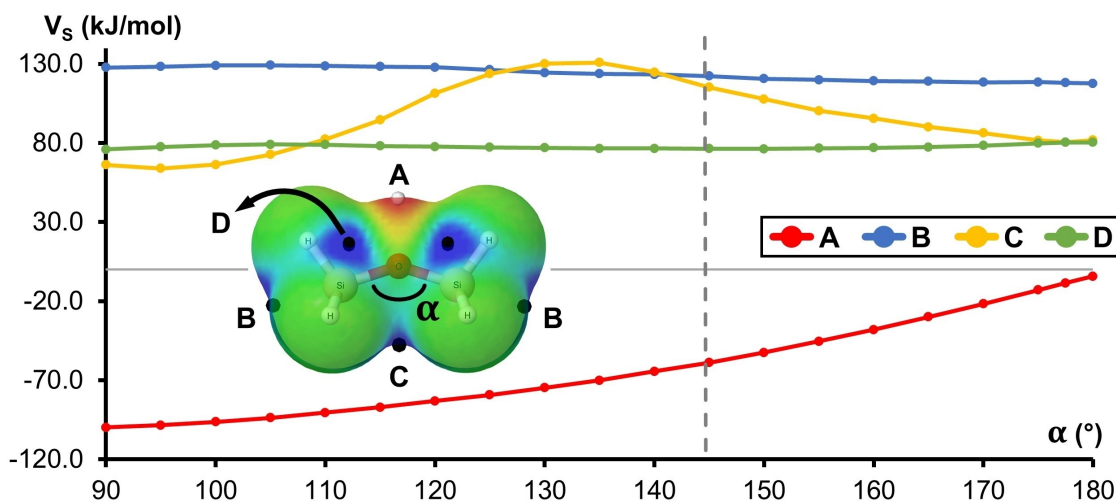 V_S (kJ/mol)
130.0
80.0
30.0
-20.0
-70.0
-120.0
A
D
H
H
O
Si
Si
H
H
α
B
B
C
A
B
C
D
α (°)
90
100
110
120
130
140
150
160
170
180